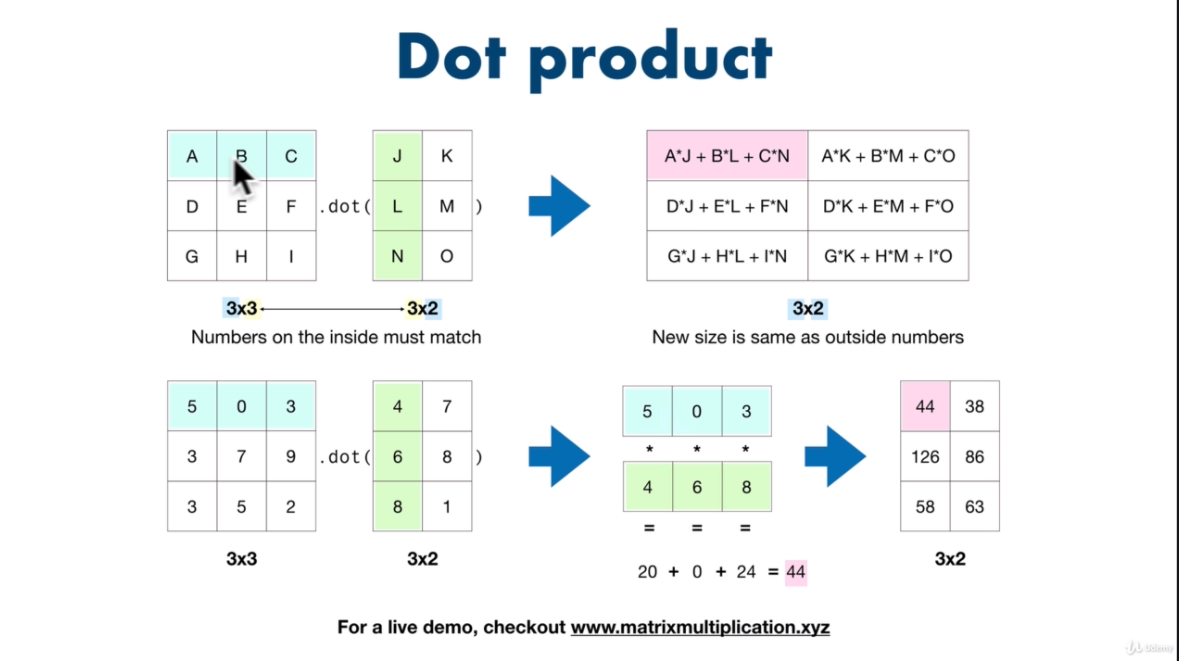 Dot product
A B C
D E F
G H I
.dot(
J K
L M
N O
)
A*J + B*L + C*N A*K + B*M + C*O
D*J + E*L + F*N D*K + E*M + F*O
G*J + H*L + I*N G*K + H*M + I*O
3x3 3x2
Numbers on the inside must match
3x2
New size is same as outside numbers
5 0 3
3 7 9
3 5 2
.dot(
4 7
6 8
8 1
)
5 0 3
* * *
4 6 8
= = =
20 + 0 + 24 = 44
44 38
126 86
58 63
3x3
3x2
3x2
For a live demo, checkout www.matrixmultiplication.xyz
Udemy